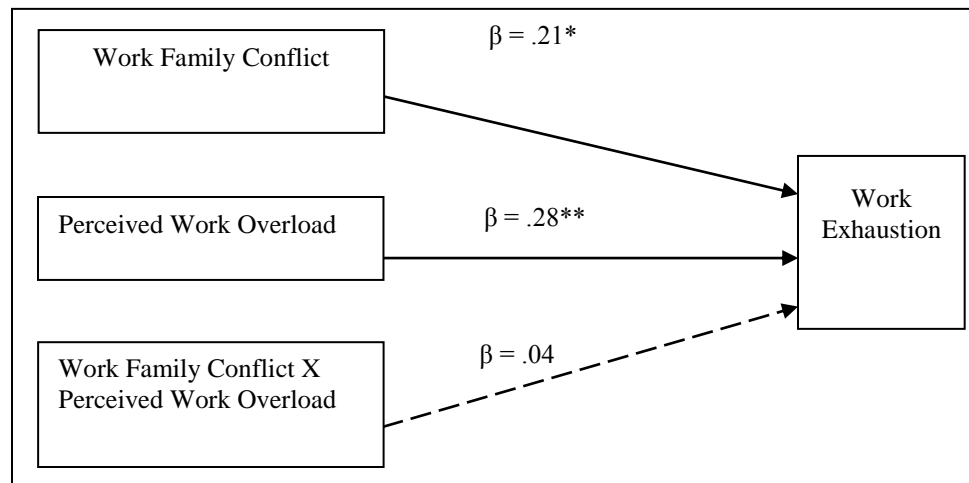 β = .21*
Work Family Conflict
Perceived Work Overload
β = .28**
Work
Exhaustion
Work Family Conflict X
Perceived Work Overload
β = .04